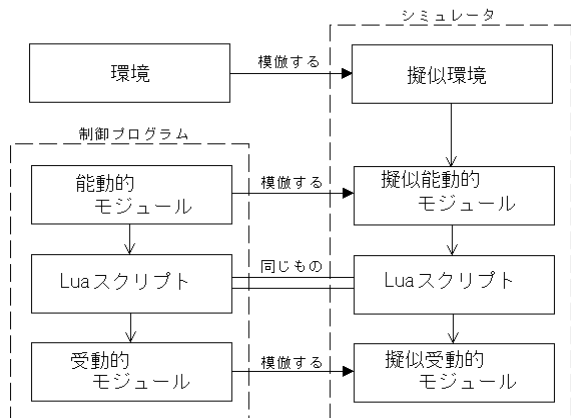 シミュレータ
環境
模倣する
擬似環境
制御プログラム
能動的
モジュール
模倣する
擬似能動的
モジュール
Luaスクリプト
同じもの
Luaスクリプト
受動的
モジュール
模倣する
擬似受動的
モジュール